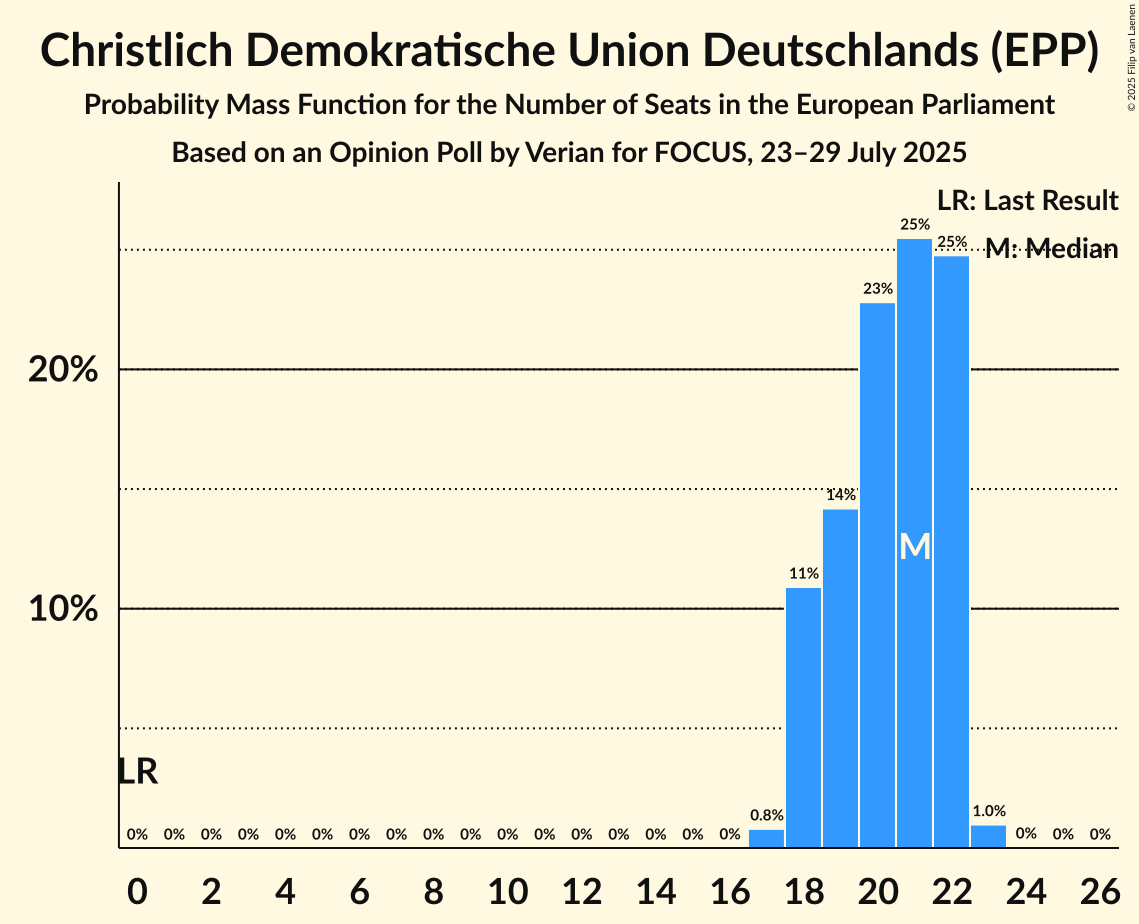 Christlich Demokratische Union Deutschlands (EPP)
Probability Mass Function for the Number of Seats in the European Parliament
Based on an Opinion Poll by Verian for FOCUS, 23–29 July 2025
© 2025 Filip van Laenen
LR: Last Result
M: Median
25%
25%
23%
20%
14%
M
11%
10%
LR
0% 0% 0% 0% 0% 0% 0% 0% 0% 0% 0% 0% 0% 0% 0% 0% 0% 0.8% 1.0% 0% 0% 0%
0 2 4 6 8 10 12 14 16 18 20 22 24 26